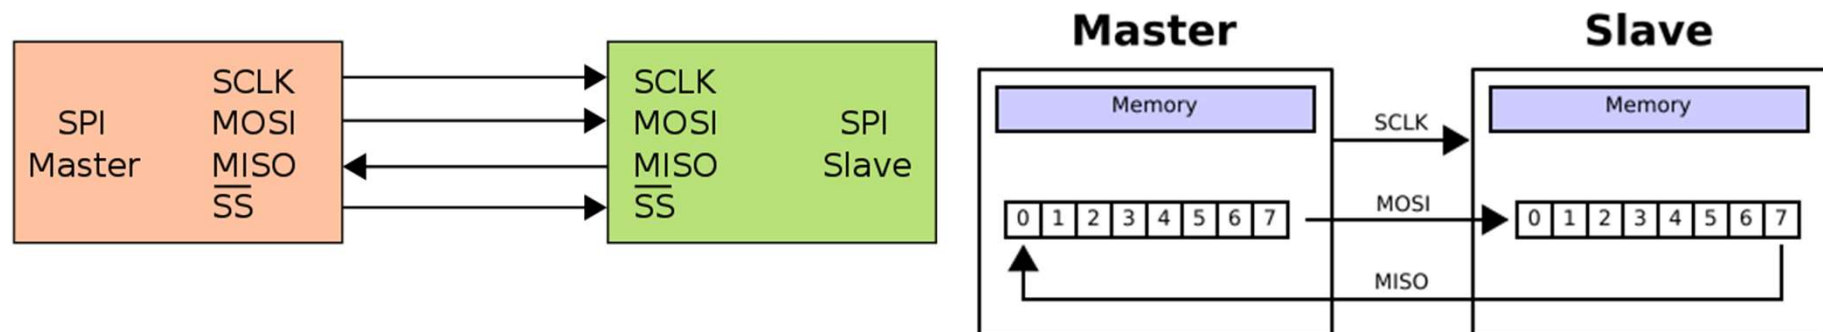 SPI
Master
SCLK
MOSI
MISO
SS
SCLK
MOSI
MISO
SS
SPI
Slave
Master
Memory
0 1 2 3 4 5 6 7
SCLK
MOSI
MISO
Slave
Memory
0 1 2 3 4 5 6 7